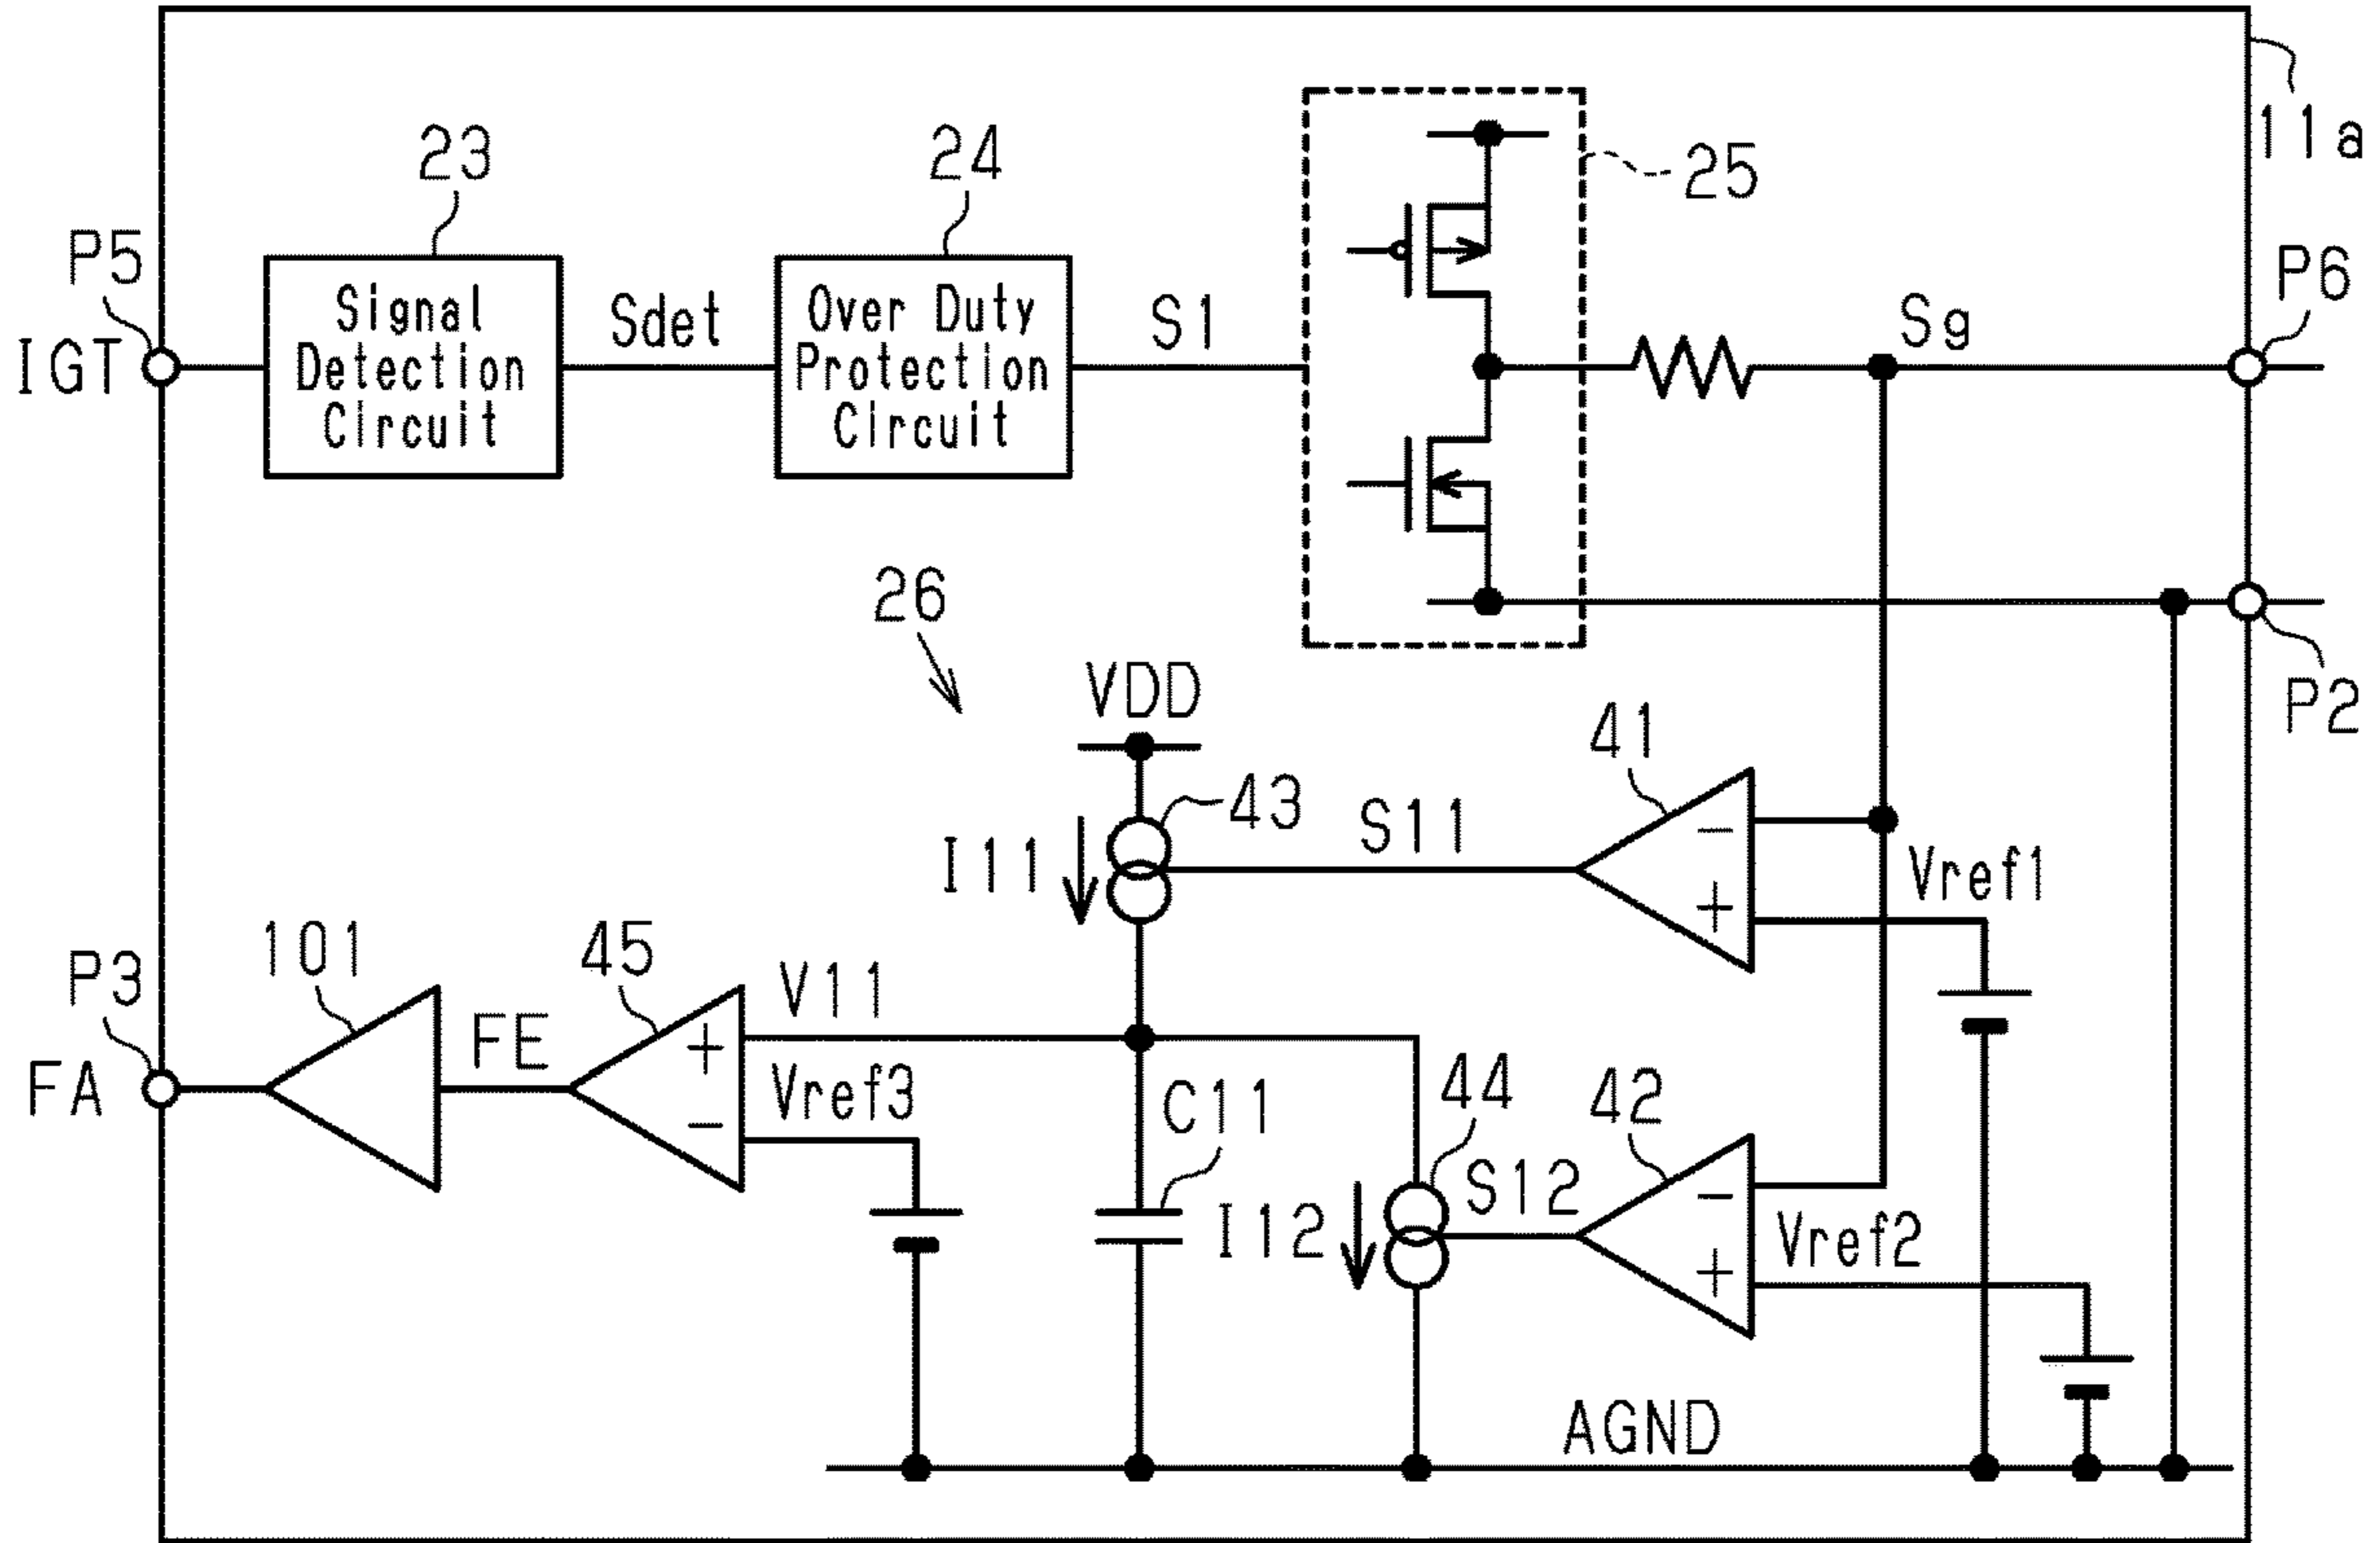 11a
23
24
25
P5
IGT
Signal
Detection
Circuit
Sdet
Over Duty
Protection
Circuit
S1
Sg
P6
26
P2
VDD
41
43
I11
S11
Vref1
P3
FA
101
FE
45
V11
Vref3
C11
44
42
I12
S12
Vref2
AGND
+
−
−
+
−
+